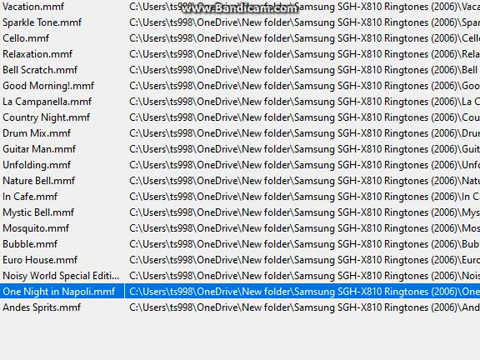 www.Bandicam.com
Vacation.mmf C:\Users\ts998\OneDrive\New folder\Samsung SGH-X810 Ringtones (2006)\Vaca
Sparkle Tone.mmf C:\Users\ts998\OneDrive\New folder\Samsung SGH-X810 Ringtones (2006)\Spar
Cello.mmf C:\Users\ts998\OneDrive\New folder\Samsung SGH-X810 Ringtones (2006)\Cello
Relaxation.mmf C:\Users\ts998\OneDrive\New folder\Samsung SGH-X810 Ringtones (2006)\Relax
Bell Scratch.mmf C:\Users\ts998\OneDrive\New folder\Samsung SGH-X810 Ringtones (2006)\Bell S
Good Morning!.mmf C:\Users\ts998\OneDrive\New folder\Samsung SGH-X810 Ringtones (2006)\Good
La Campanella.mmf C:\Users\ts998\OneDrive\New folder\Samsung SGH-X810 Ringtones (2006)\La Ca
Country Night.mmf C:\Users\ts998\OneDrive\New folder\Samsung SGH-X810 Ringtones (2006)\Coun
Drum Mix.mmf C:\Users\ts998\OneDrive\New folder\Samsung SGH-X810 Ringtones (2006)\Drum
Guitar Man.mmf C:\Users\ts998\OneDrive\New folder\Samsung SGH-X810 Ringtones (2006)\Guita
Unfolding.mmf C:\Users\ts998\OneDrive\New folder\Samsung SGH-X810 Ringtones (2006)\Unfo
Nature Bell.mmf C:\Users\ts998\OneDrive\New folder\Samsung SGH-X810 Ringtones (2006)\Natu
In Cafe.mmf C:\Users\ts998\OneDrive\New folder\Samsung SGH-X810 Ringtones (2006)\In Ca
Mystic Bell.mmf C:\Users\ts998\OneDrive\New folder\Samsung SGH-X810 Ringtones (2006)\Myst
Mosquito.mmf C:\Users\ts998\OneDrive\New folder\Samsung SGH-X810 Ringtones (2006)\Mosq
Bubble.mmf C:\Users\ts998\OneDrive\New folder\Samsung SGH-X810 Ringtones (2006)\Bubb
Euro House.mmf C:\Users\ts998\OneDrive\New folder\Samsung SGH-X810 Ringtones (2006)\Euro
Noisy World Special Editi... C:\Users\ts998\OneDrive\New folder\Samsung SGH-X810 Ringtones (2006)\Noisy
One Night in Napoli.mmf C:\Users\ts998\OneDrive\New folder\Samsung SGH-X810 Ringtones (2006)\One
Andes Sprits.mmf C:\Users\ts998\OneDrive\New folder\Samsung SGH-X810 Ringtones (2006)\Ande